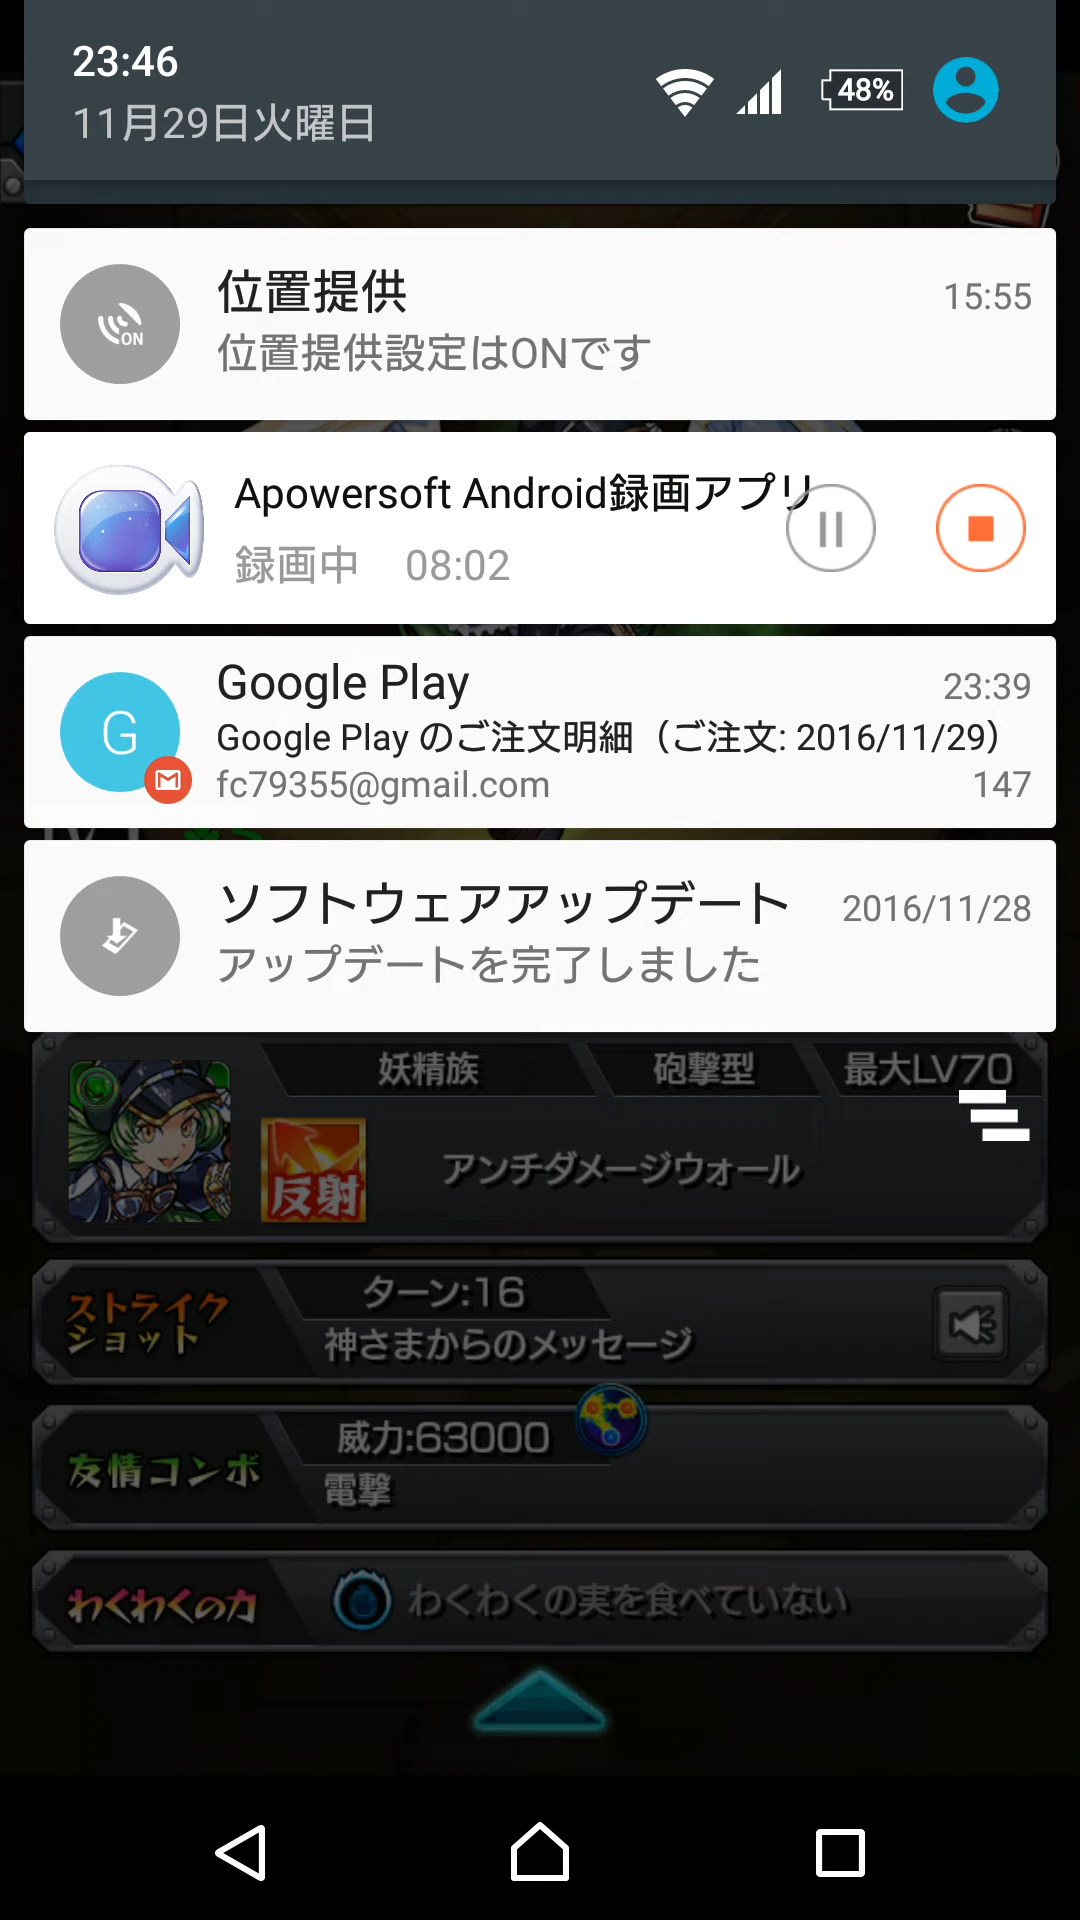 23:46
11月29日火曜日
48%
位置提供
15:55
ON
位置提供設定はONです
Apowersoft Android録画アプリ
録画中 08:02
Google Play
23:39
G
Google Play のご注文明細（ご注文: 2016/11/29）
fc79355@gmail.com
147
ソフトウェアアップデート
2016/11/28
アップデートを完了しました
妖精族 砲撃型 最大LV70
反射
アンチダメージウォール
ストライク
ショット
ターン:16
神さまからのメッセージ
友情コンボ
威力:63000
電撃
わくわくの力
わくわくの実を食べていない